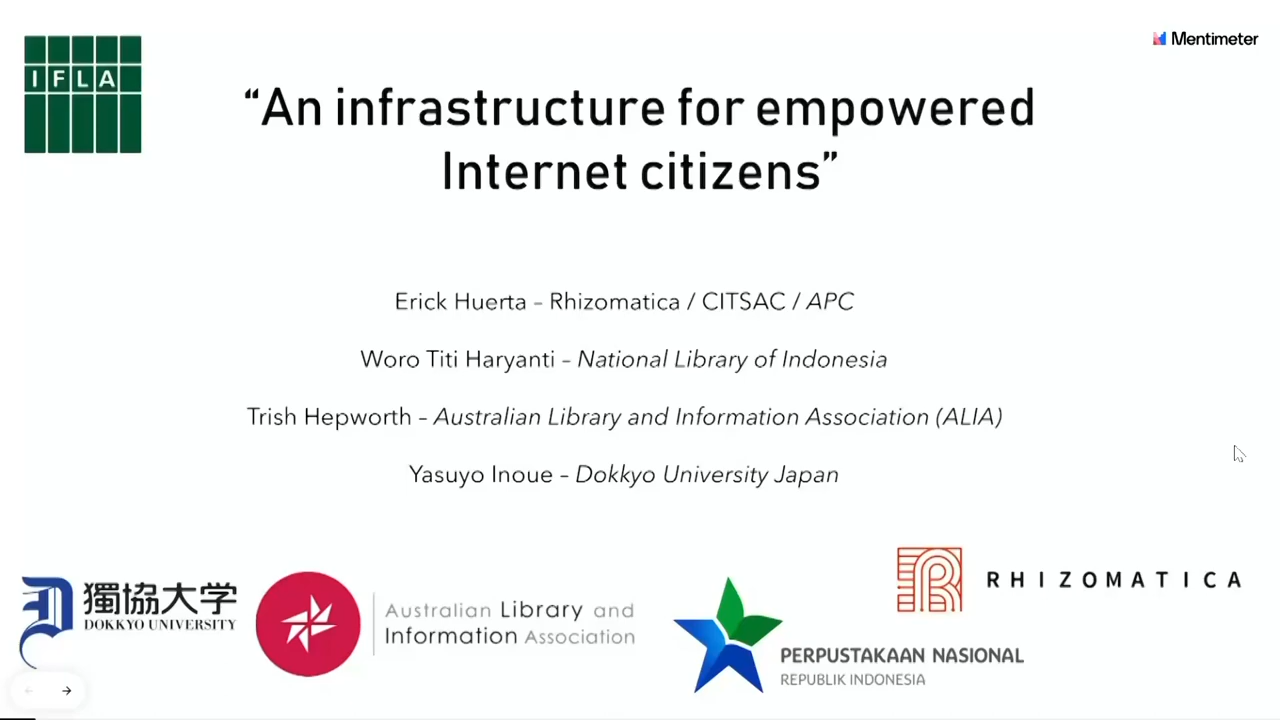 IFLA
Mentimeter
“An infrastructure for empowered
Internet citizens”
Erick Huerta – Rhizomatica / CITSAC / APC
Woro Titi Haryanti – National Library of Indonesia
Trish Hepworth – Australian Library and Information Association (ALIA)
Yasuyo Inoue – Dokkyo University Japan
獨協大学
DOKKYO UNIVERSITY
Australian Library and
Information Association
PERPUSTAKAAN NASIONAL
REPUBLIK INDONESIA
RHIZOMATICA